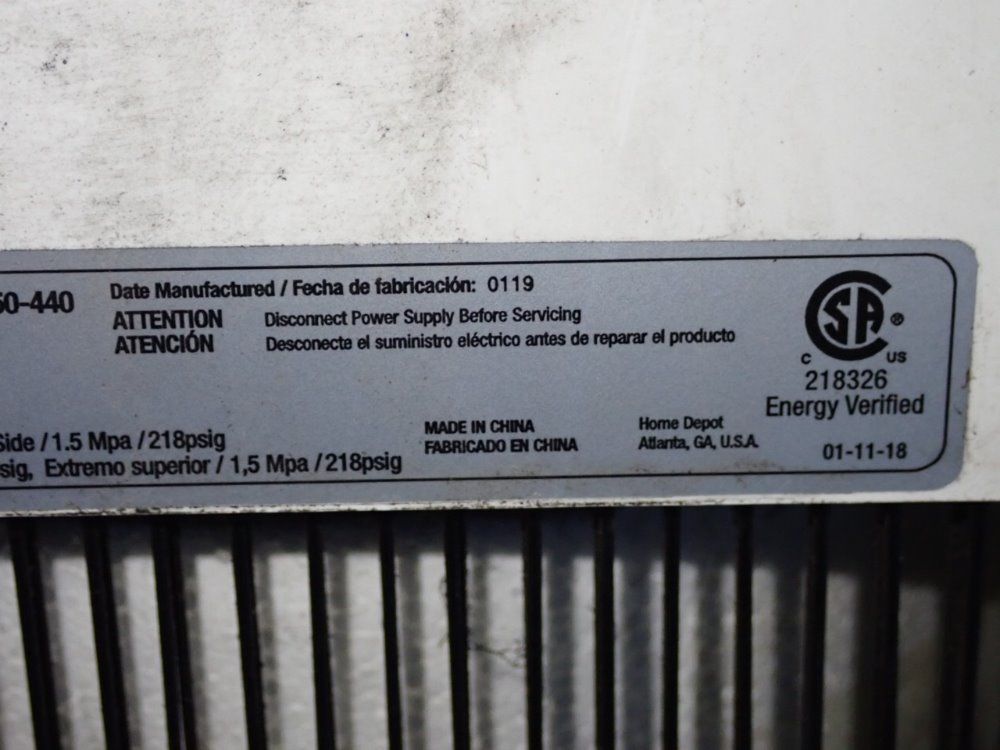 50-440
Date Manufactured / Fecha de fabricación: 0119
ATTENTION Disconnect Power Supply Before Servicing
ATENCIÓN Desconecte el suministro eléctrico antes de reparar el producto
CSA®
C US
218326
Energy Verified
Side / 1.5 Mpa / 218psig
sig, Extremo superior / 1,5 Mpa / 218psig
MADE IN CHINA
FABRICADO EN CHINA
Home Depot
Atlanta, GA, U.S.A.
01-11-18